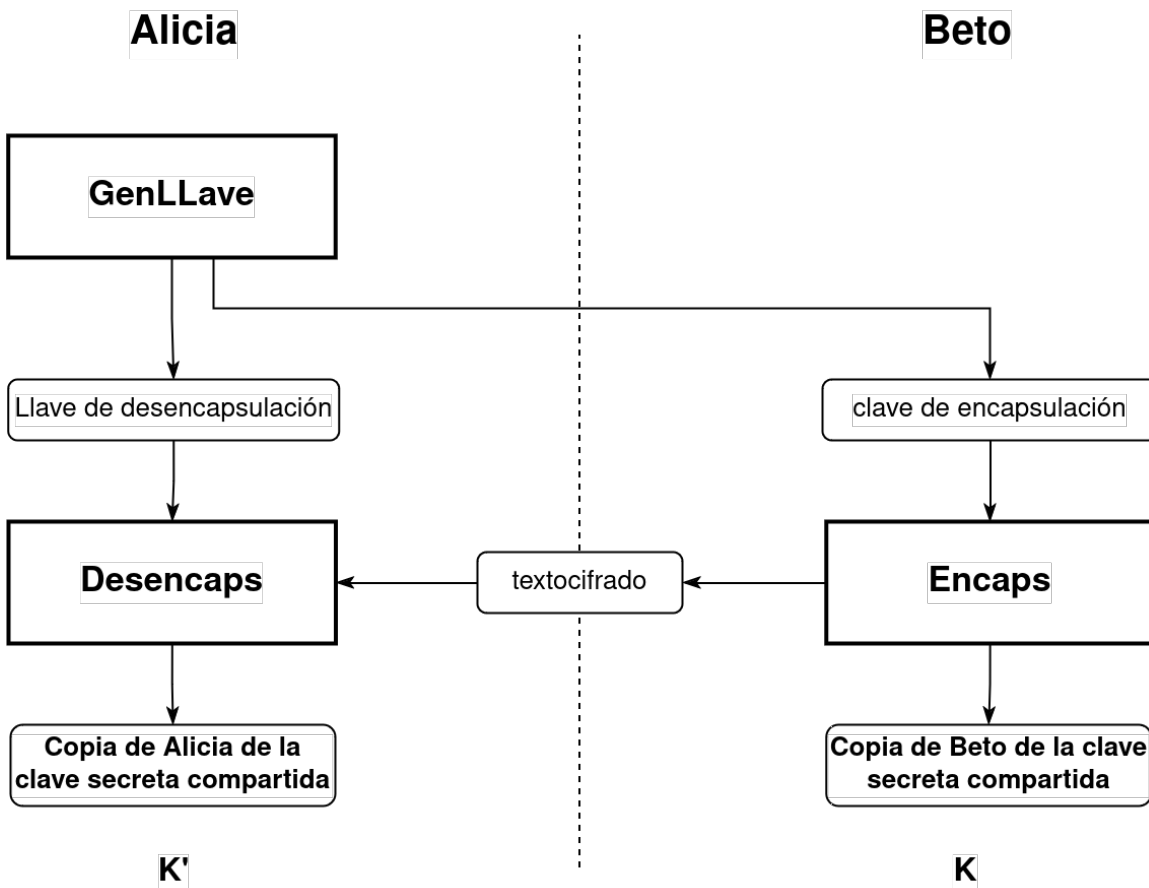 Alicia
Beto
GenLLave
Llave de desencapsulación
clave de encapsulación
Desencaps
textocifrado
Encaps
Copia de Alicia de la
clave secreta compartida
Copia de Beto de la clave
secreta compartida
K'
K